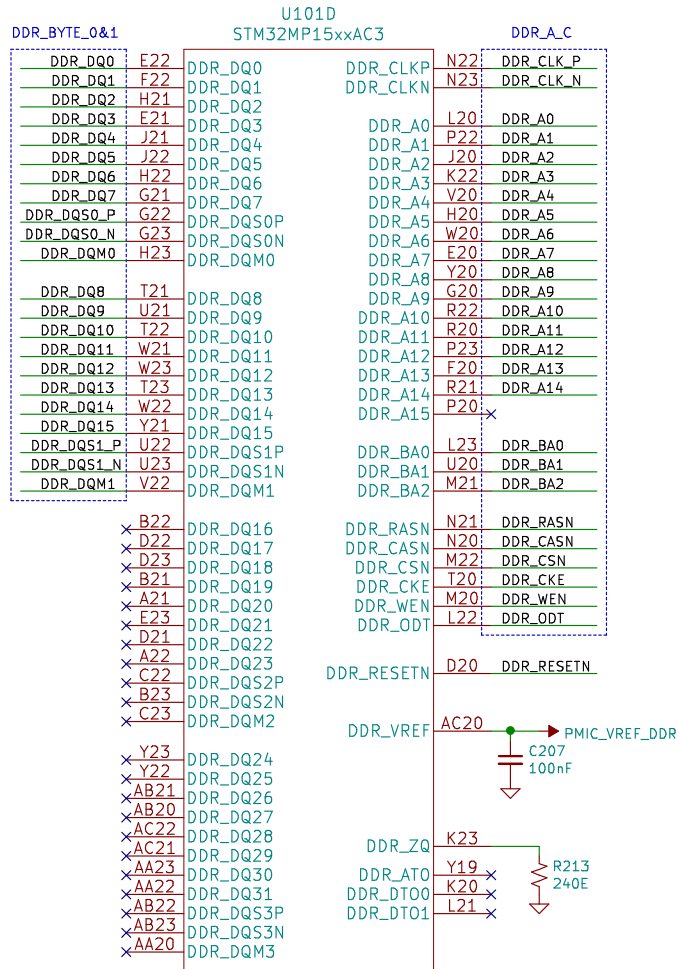 U101D
STM32MP15xxAC3
DDR_BYTE_0&1
DDR_A_C
DDR_DQ0 E22 DDR_DQ0
DDR_DQ1 F22 DDR_DQ1
DDR_DQ2 H21 DDR_DQ2
DDR_DQ3 E21 DDR_DQ3
DDR_DQ4 J21 DDR_DQ4
DDR_DQ5 J22 DDR_DQ5
DDR_DQ6 H22 DDR_DQ6
DDR_DQ7 G21 DDR_DQ7
DDR_DQS0_P G22 DDR_DQS0P
DDR_DQS0_N G23 DDR_DQS0N
DDR_DQM0 H23 DDR_DQM0
DDR_DQ8 T21 DDR_DQ8
DDR_DQ9 U21 DDR_DQ9
DDR_DQ10 T22 DDR_DQ10
DDR_DQ11 W21 DDR_DQ11
DDR_DQ12 W23 DDR_DQ12
DDR_DQ13 T23 DDR_DQ13
DDR_DQ14 W22 DDR_DQ14
DDR_DQ15 Y21 DDR_DQ15
DDR_DQS1_P U22 DDR_DQS1P
DDR_DQS1_N U23 DDR_DQS1N
DDR_DQM1 V22 DDR_DQM1
B22 DDR_DQ16
D22 DDR_DQ17
D23 DDR_DQ18
B21 DDR_DQ19
A21 DDR_DQ20
E23 DDR_DQ21
D21 DDR_DQ22
A22 DDR_DQ23
C22 DDR_DQS2P
B23 DDR_DQS2N
C23 DDR_DQM2
Y23 DDR_DQ24
Y22 DDR_DQ25
AB21 DDR_DQ26
AB20 DDR_DQ27
AC22 DDR_DQ28
AC21 DDR_DQ29
AA23 DDR_DQ30
AA22 DDR_DQ31
AB22 DDR_DQS3P
AB23 DDR_DQS3N
AA20 DDR_DQM3
DDR_CLKP N22 DDR_CLK_P
DDR_CLKN N23 DDR_CLK_N
DDR_A0 L20 DDR_A0
DDR_A1 P22 DDR_A1
DDR_A2 J20 DDR_A2
DDR_A3 K22 DDR_A3
DDR_A4 V20 DDR_A4
DDR_A5 H20 DDR_A5
DDR_A6 W20 DDR_A6
DDR_A7 E20 DDR_A7
DDR_A8 Y20 DDR_A8
DDR_A9 G20 DDR_A9
DDR_A10 R22 DDR_A10
DDR_A11 R20 DDR_A11
DDR_A12 P23 DDR_A12
DDR_A13 F20 DDR_A13
DDR_A14 R21 DDR_A14
DDR_A15 P20
DDR_BA0 L23 DDR_BA0
DDR_BA1 U20 DDR_BA1
DDR_BA2 M21 DDR_BA2
DDR_RASN N21 DDR_RASN
DDR_CASN N20 DDR_CASN
DDR_CSN M22 DDR_CSN
DDR_CKE T20 DDR_CKE
DDR_WEN M20 DDR_WEN
DDR_ODT L22 DDR_ODT
DDR_RESETN D20 DDR_RESETN
DDR_VREF AC20 PMIC_VREF_DDR
C207
100nF
DDR_ZQ K23
R213
240E
DDR_ATO Y19
DDR_DTO0 K20
DDR_DTO1 L21